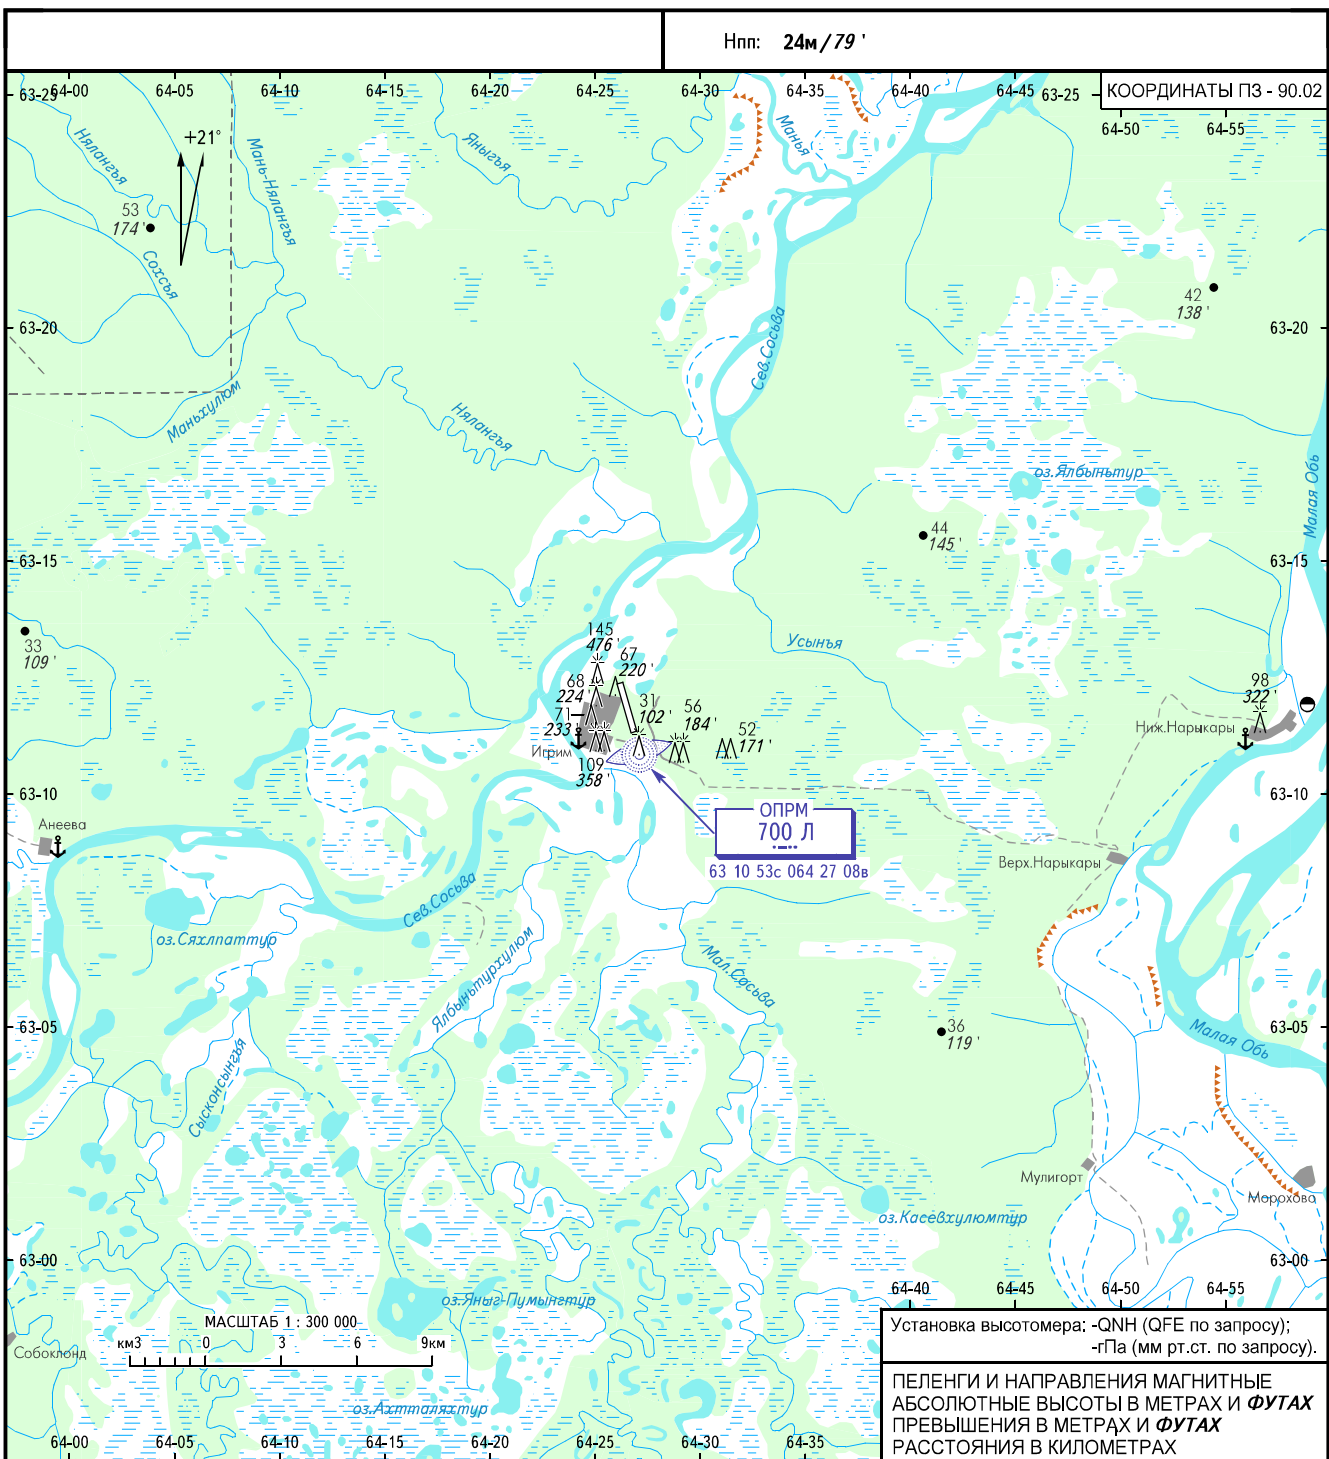 Нпп: 24м/79 '
КООРДИНАТЫ ПЗ - 90.02
63-25
64-00
64-05
64-10
64-15
64-20
64-25
64-30
64-35
64-40
64-45
63-25
64-50
64-55
+21°
Нялангъя
Мань-Нялангъя
Яныгъя
Манья
53
174 '
Сохсъя
42
138 '
63-20
63-20
Сев.Сосьва
Маньхулюм
Нялангъя
оз.Ялбыньтур
Малая Обь
44
145 '
63-15
63-15
33
109 '
145
476 '
67
220 '
Усынъя
68
224 '
31
102 '
56
184 '
52
171 '
71
233 '
98
322 '
Игрим
Ниж.Нарыкары
109
358 '
63-10
63-10
ОПРМ
700 Л
63 10 53с 064 27 08в
Анеева
Верх.Нарыкары
Сев.Сосьва
оз.Сяхлпаттур
Ялбыньтурхулюм
Мал.Сосьва
63-05
36
119 '
63-05
Малая Обь
Сысконсынгъя
Мулигорт
Морохово
оз.Касевхулюмтур
63-00
63-00
64-40
64-45
64-50
64-55
оз.Яныг-Пумынгтур
МАСШТАБ 1 : 300 000
км3 0 3 6 9км
Собоклонд
Установка высотомера: -QNH (QFE по запросу);
-гПа (мм рт.ст. по запросу).
оз.Ахтталяхтур
ПЕЛЕНГИ И НАПРАВЛЕНИЯ МАГНИТНЫЕ
АБСОЛЮТНЫЕ ВЫСОТЫ В МЕТРАХ И ФУТАХ
ПРЕВЫШЕНИЯ В МЕТРАХ И ФУТАХ
РАССТОЯНИЯ В КИЛОМЕТРАХ
64-00
64-05
64-10
64-15
64-20
64-25
64-30
64-35